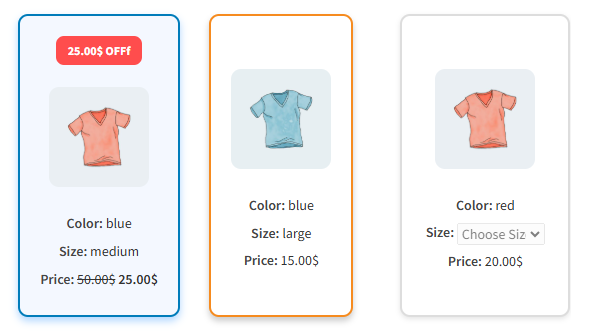 25.00$ OFFf
Color: blue
Size: medium
Price: 50.00$ 25.00$
Color: blue
Size: large
Price: 15.00$
Color: red
Size: Choose Siz
Price: 20.00$